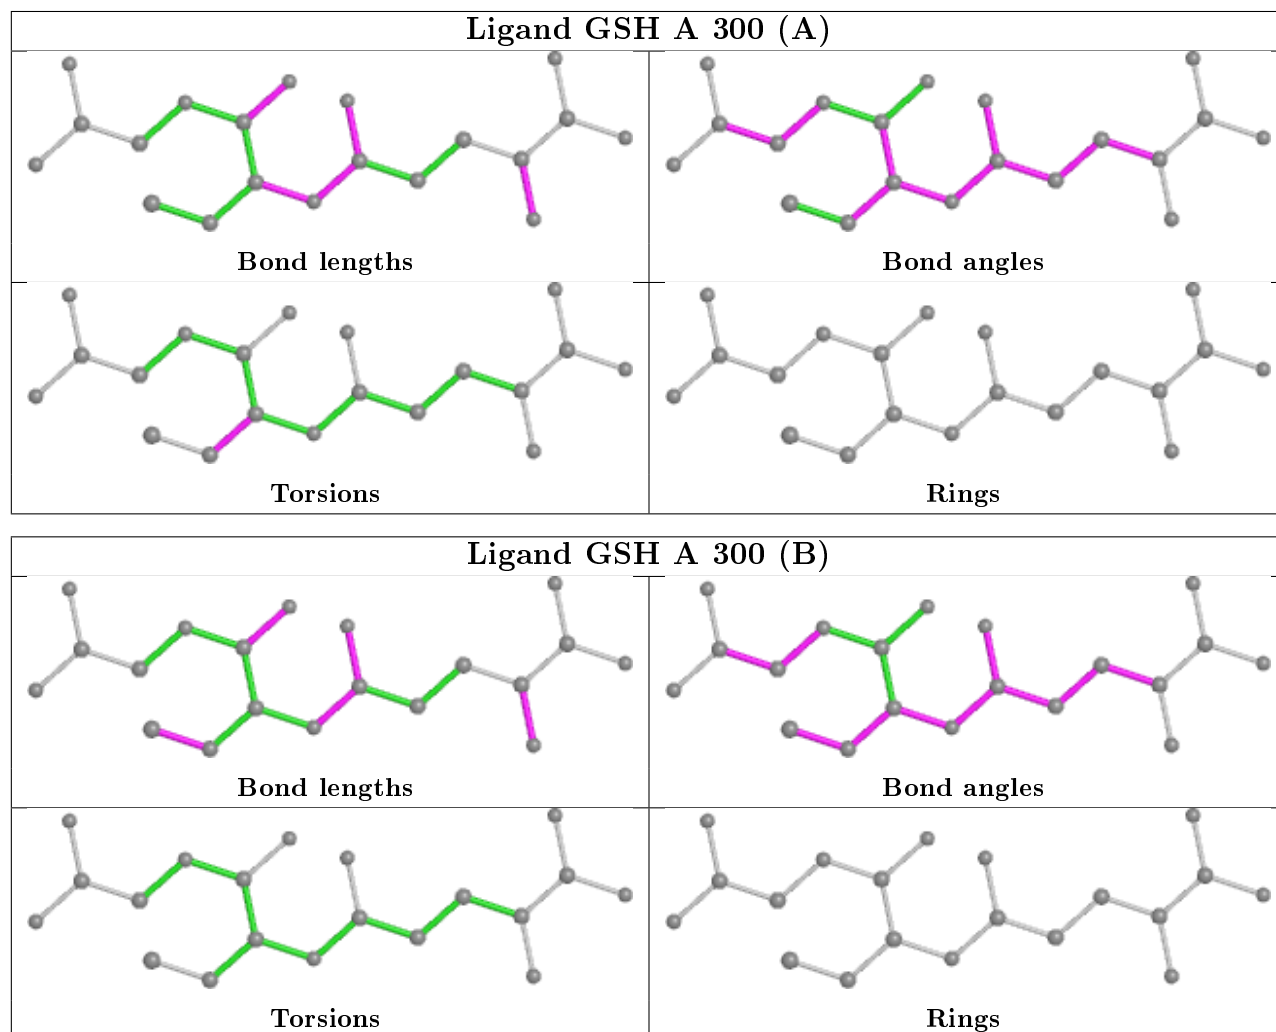 Ligand GSH A 300 (A)
Bond lengths
Bond angles
Torsions
Rings
Ligand GSH A 300 (B)
Bond lengths
Bond angles
Torsions
Rings